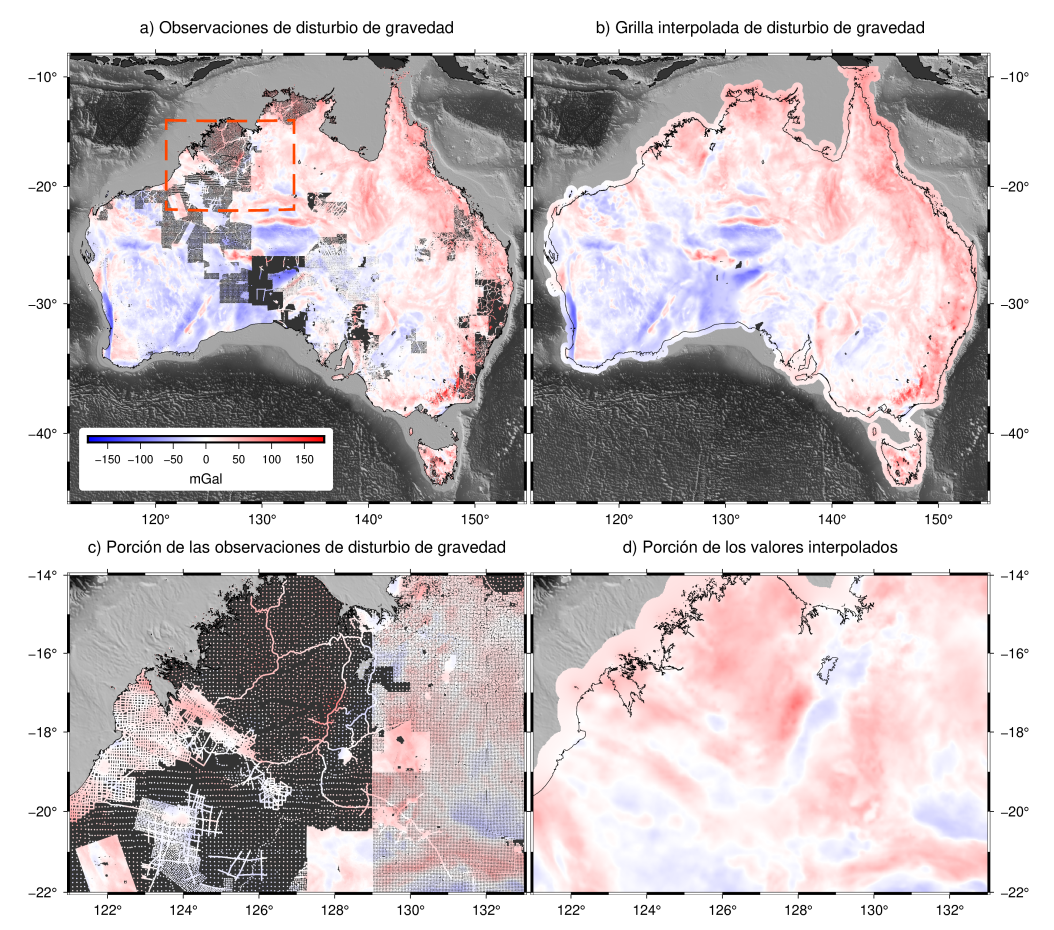 a) Observaciones de disturbio de gravedad
b) Grilla interpolada de disturbio de gravedad
−10°
−20°
−30°
−40°
−10°
−20°
−30°
−40°
−150 −100 −50 0 50 100 150
mGal
120° 130° 140° 150°
120° 130° 140° 150°
c) Porción de las observaciones de disturbio de gravedad
d) Porción de los valores interpolados
−14°
−16°
−18°
−20°
−22°
−14°
−16°
−18°
−20°
−22°
122° 124° 126° 128° 130° 132°
122° 124° 126° 128° 130° 132°